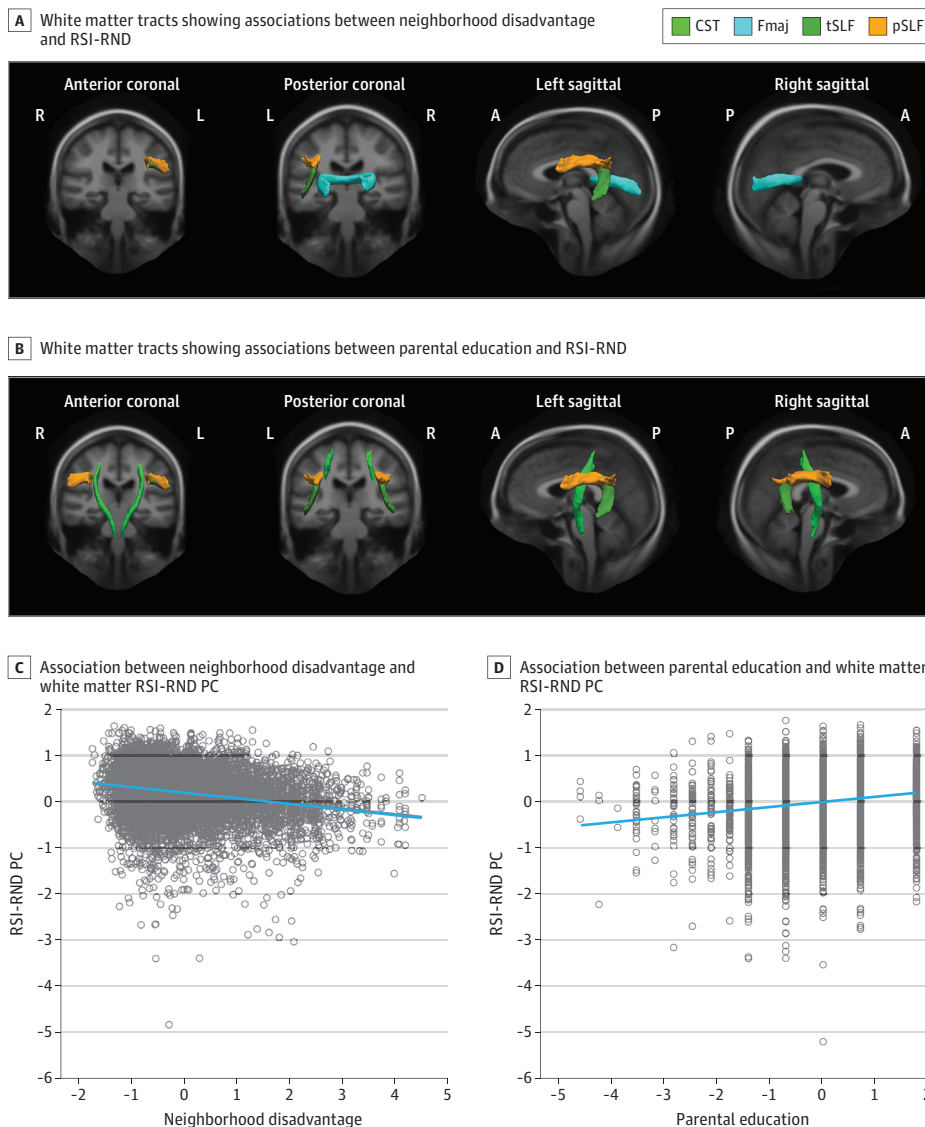 A White matter tracts showing associations between neighborhood disadvantage
and RSI-RND
CST Fmaj tSLF pSLF
Anterior coronal Posterior coronal Left sagittal Right sagittal
R L L R A P P A
B White matter tracts showing associations between parental education and RSI-RND
Anterior coronal Posterior coronal Left sagittal Right sagittal
R L L R A P P A
C Association between neighborhood disadvantage and
white matter RSI-RND PC
2
1
0
-1
-2
-3
-4
-5
-6
RSI-RND PC
-2 -1 0 1 2 3 4 5
Neighborhood disadvantage
D Association between parental education and white matter
RSI-RND PC
2
1
0
-1
-2
-3
-4
-5
-6
RSI-RND PC
-5 -4 -3 -2 -1 0 1 2
Parental education